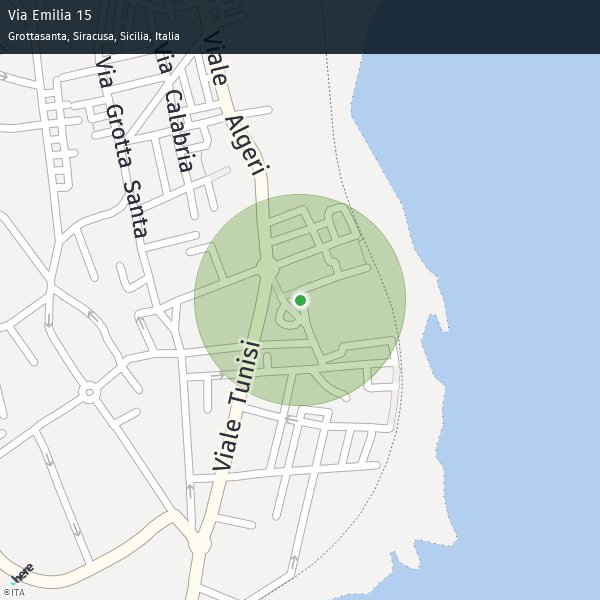 Via Emilia 15
Grottasanta, Siracusa, Sicilia, Italia
Viale Algeri
Via Calabria
Via Grotta Santa
Viale Tunisi
here
©ITA